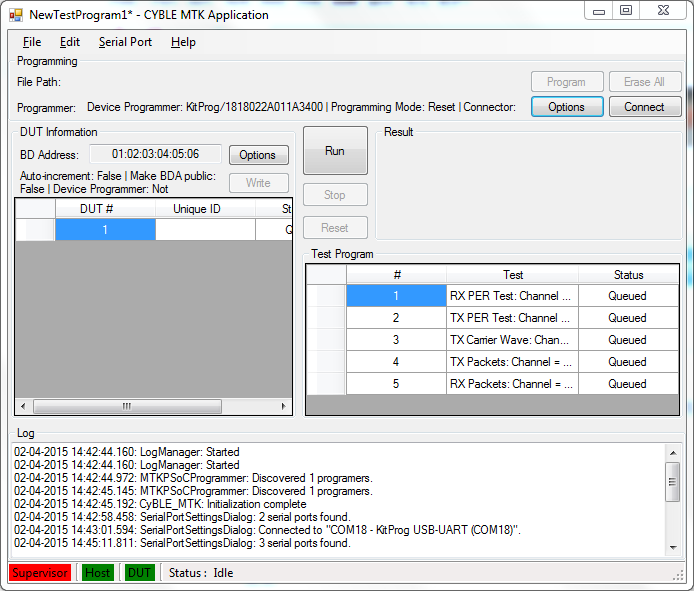 NewTestProgram1* - CYBLE MTK Application
File Edit Serial Port Help
Programming
File Path:
Program Erase All
Programmer: Device Programmer: KitProg/1818022A011A3400 | Programming Mode: Reset | Connector:
Options Connect
DUT Information
BD Address: 01:02:03:04:05:06 Options
Auto-increment: False | Make BDA public:
False | Device Programmer: Not
Write
DUT # Unique ID St
1 Q
Run
Stop
Reset
Result
Test Program
# Test Status
1 RX PER Test: Channel ... Queued
2 TX PER Test: Channel ... Queued
3 TX Carrier Wave: Chan... Queued
4 TX Packets: Channel = ... Queued
5 RX Packets: Channel = ... Queued
Log
02-04-2015 14:42:44.160: LogManager: Started
02-04-2015 14:42:44.160: LogManager: Started
02-04-2015 14:42:44.972: MTKPSoCProgrammer: Discovered 1 programers.
02-04-2015 14:42:45.145: MTKPSoCProgrammer: Discovered 1 programers.
02-04-2015 14:42:45.192: CyBLE_MTK: Initialization complete
02-04-2015 14:42:58.458: SerialPortSettingsDialog: 2 serial ports found.
02-04-2015 14:43:01.594: SerialPortSettingsDialog: Connected to "COM18 - KitProg USB-UART (COM18)".
02-04-2015 14:45:11.811: SerialPortSettingsDialog: 3 serial ports found.
Supervisor Host DUT Status : Idle